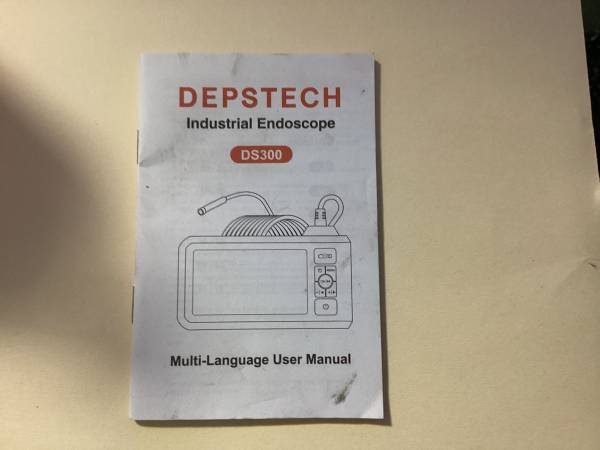 DEPSTECH
Industrial Endoscope
DS300
Multi-Language User Manual